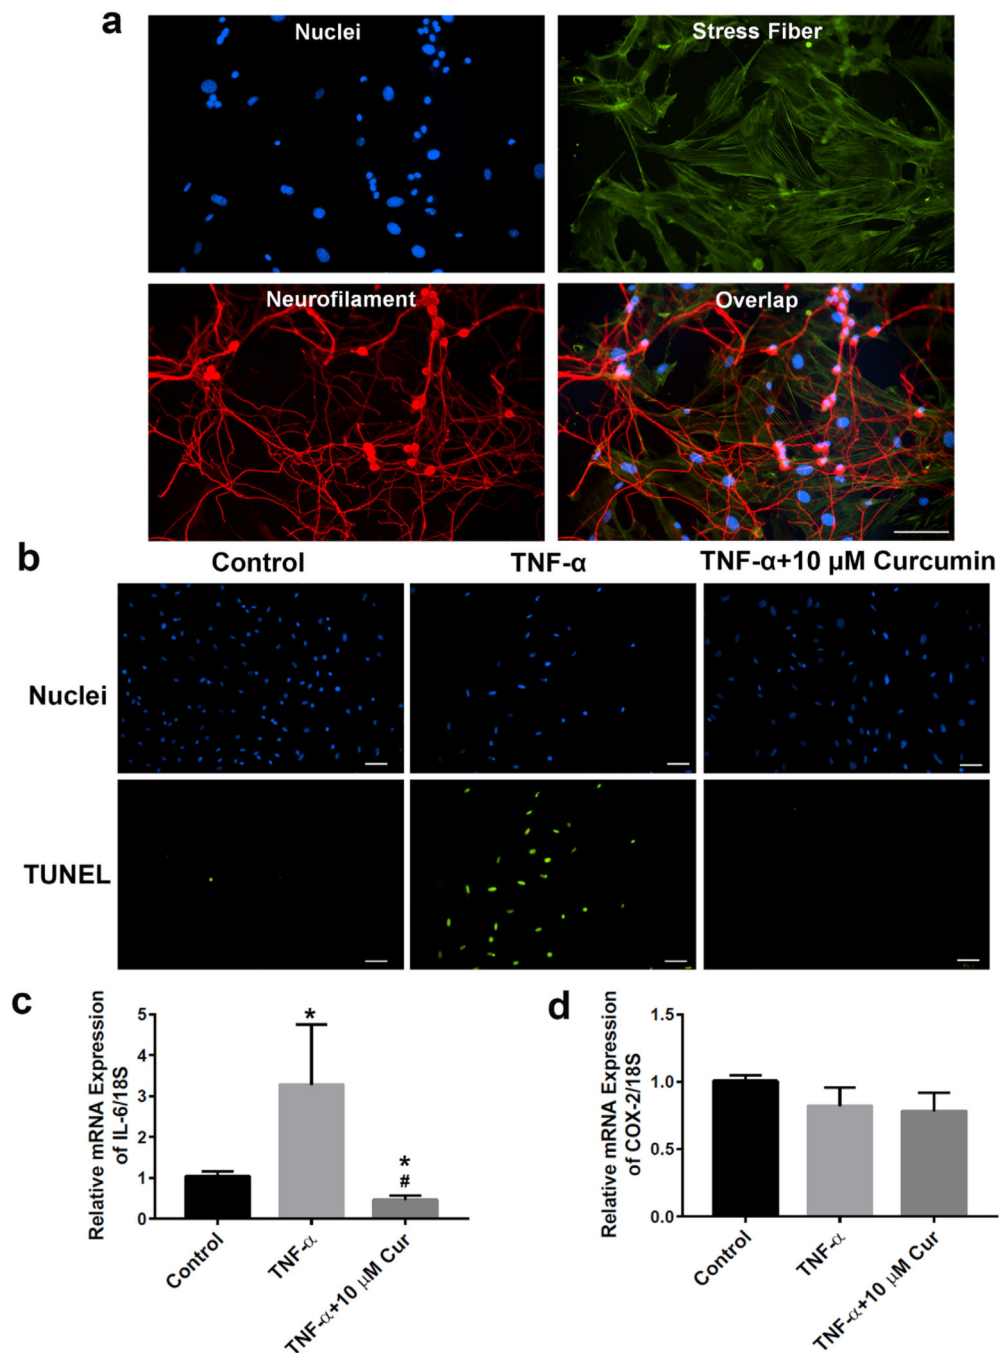 a
Nuclei
Stress Fiber
Neurofilament
Overlap
b
Control
TNF-α
TNF-α+10 μM Curcumin
Nuclei
TUNEL
c
Relative mRNA Expression
of IL-6/18S
5
4
3
2
1
0
*
*
#
Control
TNF-α
TNF-α+10 μM Cur
d
Relative mRNA Expression
of COX-2/18S
1.5
1.0
0.5
0.0
Control
TNF-α
TNF-α+10 μM Cur